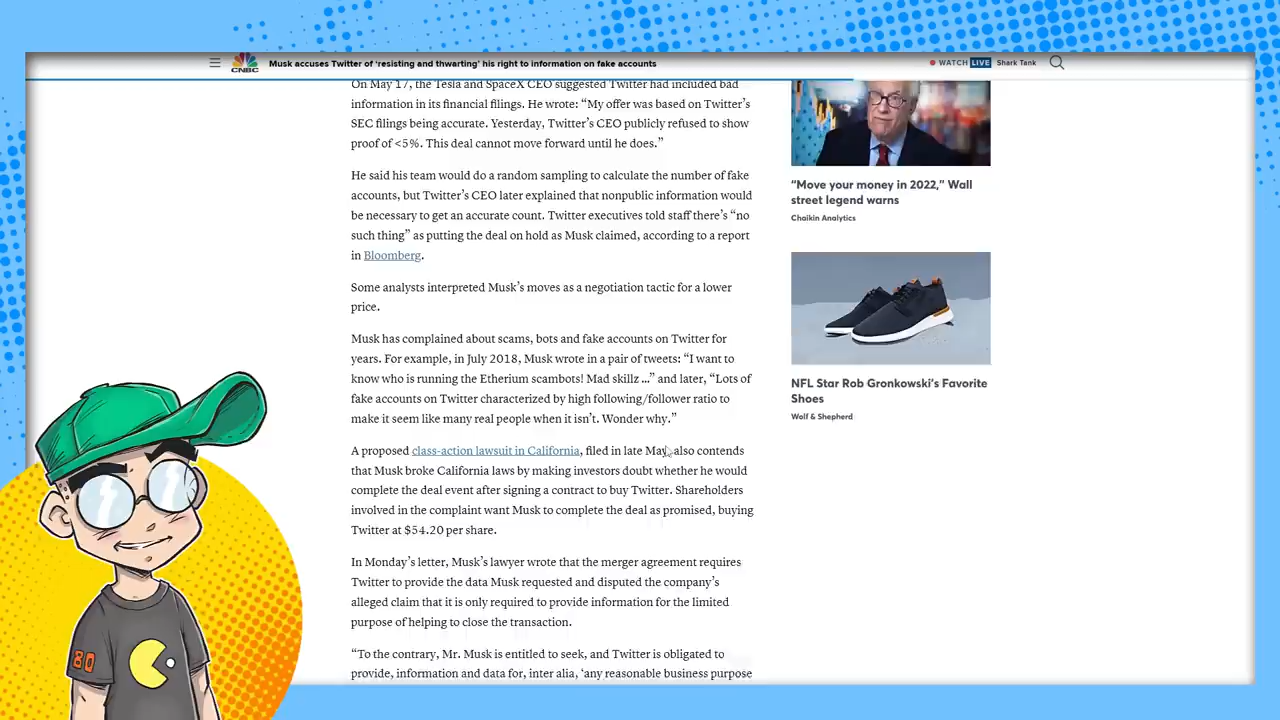 Musk accuses Twitter of ‘resisting and thwarting’ his right to information on fake accounts
CNBC
WATCH LIVE Shark Tank
On May 17, the Tesla and SpaceX CEO suggested Twitter had included bad
information in its financial filings. He wrote: “My offer was based on Twitter’s
SEC filings being accurate. Yesterday, Twitter’s CEO publicly refused to show
proof of <5%. This deal cannot move forward until he does.”
He said his team would do a random sampling to calculate the number of fake
accounts, but Twitter’s CEO later explained that nonpublic information would
be necessary to get an accurate count. Twitter executives told staff there’s “no
such thing” as putting the deal on hold as Musk claimed, according to a report
in Bloomberg.
Some analysts interpreted Musk’s moves as a negotiation tactic for a lower
price.
Musk has complained about scams, bots and fake accounts on Twitter for
years. For example, in July 2018, Musk wrote in a pair of tweets: “I want to
know who is running the Etherium scambots! Mad skillz ...” and later, “Lots of
fake accounts on Twitter characterized by high following/follower ratio to
make it seem like many real people when it isn’t. Wonder why.”
A proposed class-action lawsuit in California, filed in late May, also contends
that Musk broke California laws by making investors doubt whether he would
complete the deal event after signing a contract to buy Twitter. Shareholders
involved in the complaint want Musk to complete the deal as promised, buying
Twitter at $54.20 per share.
In Monday’s letter, Musk’s lawyer wrote that the merger agreement requires
Twitter to provide the data Musk requested and disputed the company’s
alleged claim that it is only required to provide information for the limited
purpose of helping to close the transaction.
“To the contrary, Mr. Musk is entitled to seek, and Twitter is obligated to
provide, information and data for, inter alia, ‘any reasonable business purpose
“Move your money in 2022,” Wall
street legend warns
Chaikin Analytics
NFL Star Rob Gronkowski’s Favorite
Shoes
Wolf & Shepherd
80